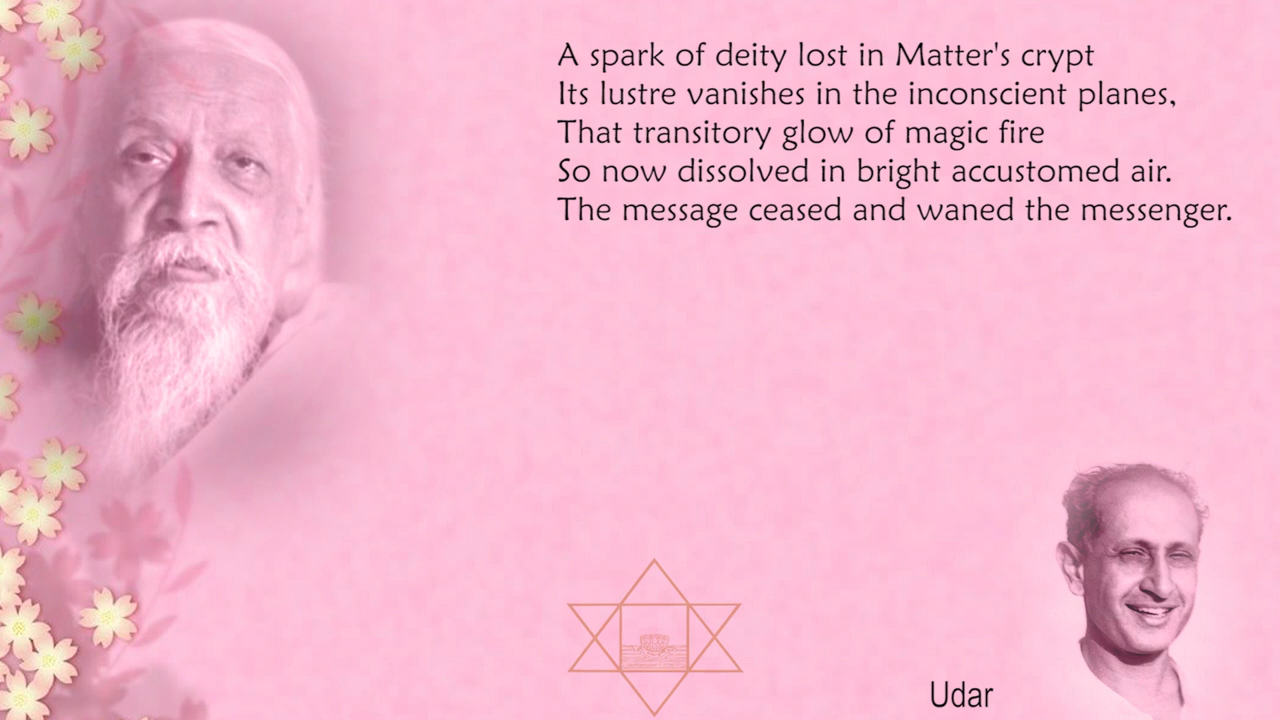 A spark of deity lost in Matter's crypt
Its lustre vanishes in the inconscient planes,
That transitory glow of magic fire
So now dissolved in bright accustomed air.
The message ceased and waned the messenger.
Udar